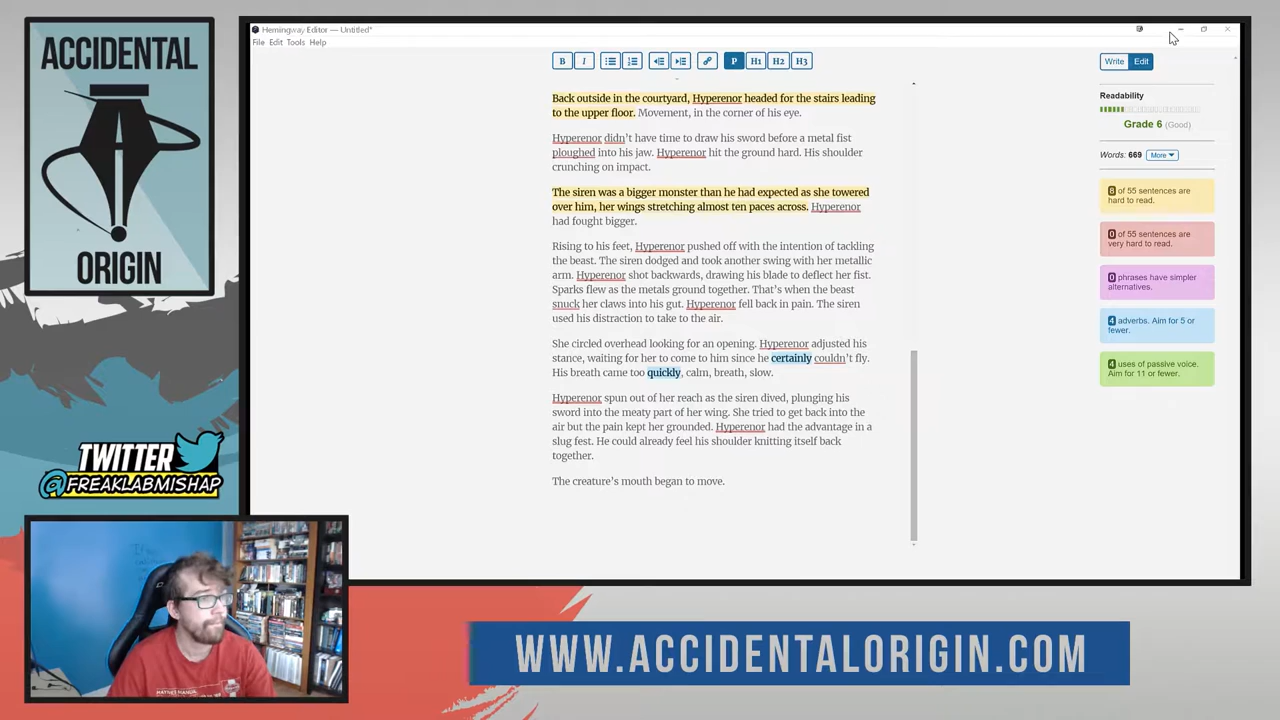 ACCIDENTAL
ORIGIN
Hemingway Editor — Untitled*
File Edit Tools Help
B I P H1 H2 H3
Write Edit
Back outside in the courtyard, Hyperenor headed for the stairs leading
to the upper floor. Movement, in the corner of his eye.
Hyperenor didn't have time to draw his sword before a metal fist
ploughed into his jaw. Hyperenor hit the ground hard. His shoulder
crunching on impact.
The siren was a bigger monster than he had expected as she towered
over him, her wings stretching almost ten paces across. Hyperenor
had fought bigger.
Rising to his feet, Hyperenor pushed off with the intention of tackling
the beast. The siren dodged and took another swing with her metallic
arm. Hyperenor shot backwards, drawing his blade to deflect her fist.
Sparks flew as the metals ground together. That's when the beast
snuck her claws into his gut. Hyperenor fell back in pain. The siren
used his distraction to take to the air.
She circled overhead looking for an opening. Hyperenor adjusted his
stance, waiting for her to come to him since he certainly couldn't fly.
His breath came too quickly, calm, breath, slow.
Hyperenor spun out of her reach as the siren dived, plunging his
sword into the meaty part of her wing. She tried to get back into the
air but the pain kept her grounded. Hyperenor had the advantage in a
slug fest. He could already feel his shoulder knitting itself back
together.
The creature's mouth began to move.
Readability
Grade 6 (Good)
Words: 669 More
8 of 55 sentences are
hard to read.
0 of 55 sentences are
very hard to read.
0 phrases have simpler
alternatives.
4 adverbs. Aim for 5 or
fewer.
4 uses of passive voice.
Aim for 11 or fewer.
TWITTER
@FREAKLABMISHAP
WWW.ACCIDENTALORIGIN.COM